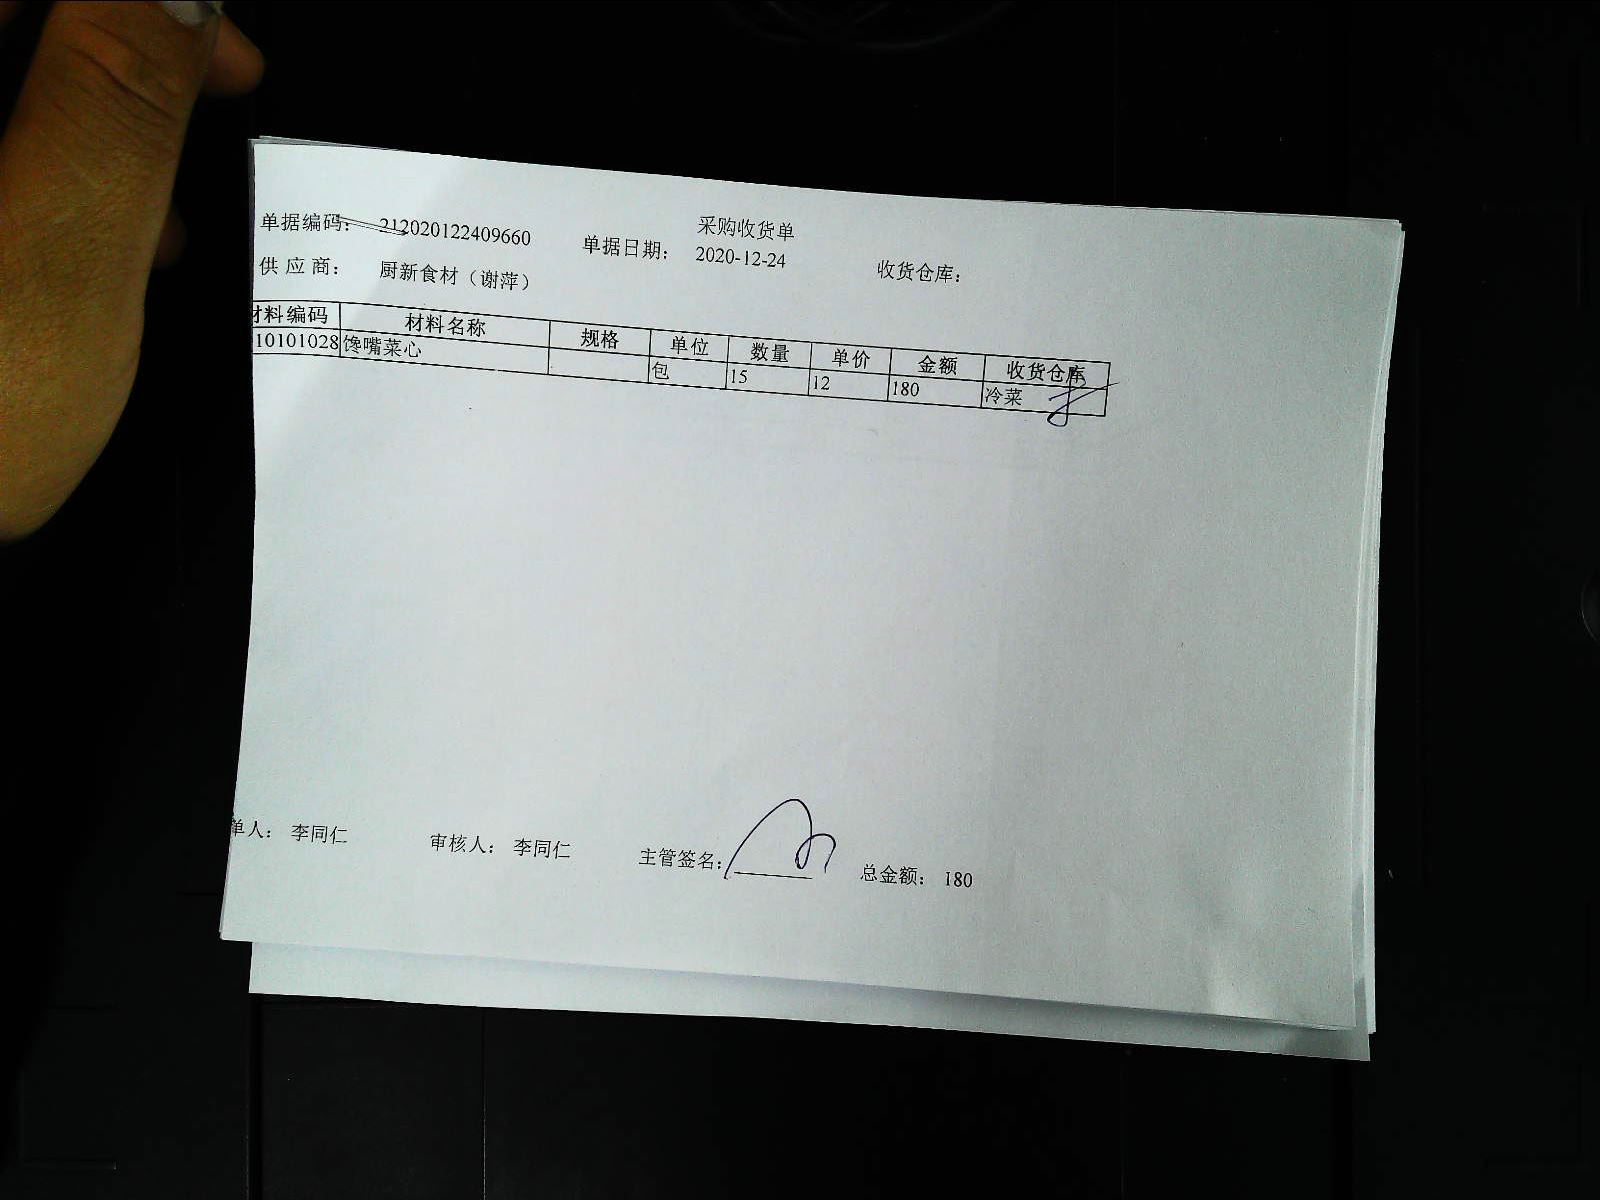 采购收货单
单据编码： 212020122409660 单据日期： 2020-12-24 收货仓库：
供应商： 厨新食材（谢萍）
材料编码 材料名称 规格 单位 数量 单价 金额 收货仓库
10101028 馋嘴菜心 包 15 12 180 冷菜
单人： 李同仁 审核人： 李同仁 主管签名： 总金额： 180